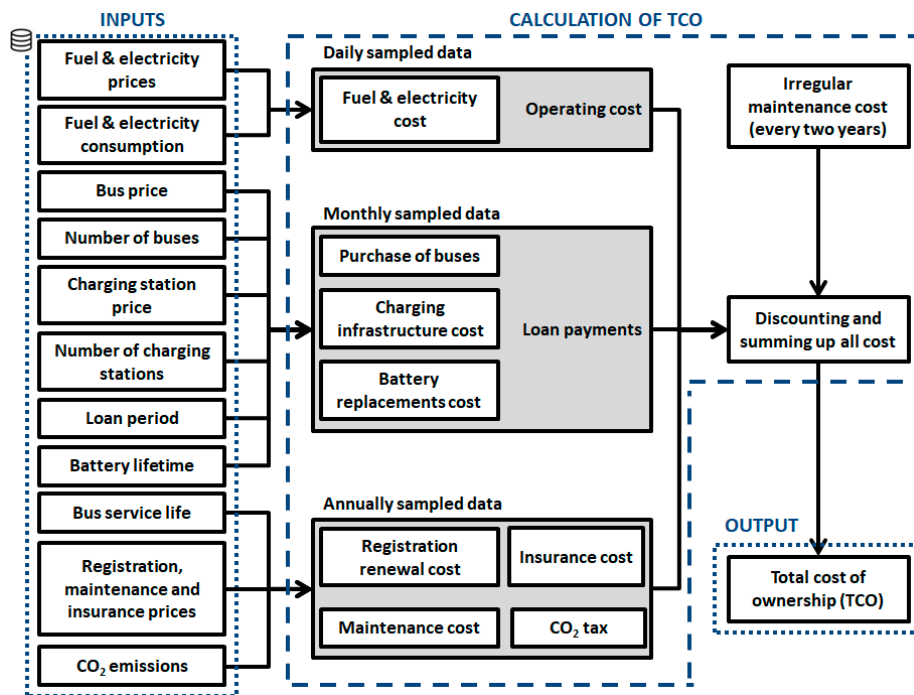 INPUTS
Fuel & electricity
prices
Fuel & electricity
consumption
Bus price
Number of buses
Charging station
price
Number of charging
stations
Loan period
Battery lifetime
Bus service life
Registration,
maintenance and
insurance prices
CO₂ emissions
CALCULATION OF TCO
Daily sampled data
Fuel & electricity
cost
Operating cost
Monthly sampled data
Purchase of buses
Charging
infrastructure cost
Battery
replacements cost
Loan payments
Annually sampled data
Registration
renewal cost
Insurance cost
Maintenance cost
CO₂ tax
Irregular
maintenance cost
(every two years)
Discounting and
summing up all cost
OUTPUT
Total cost of
ownership (TCO)